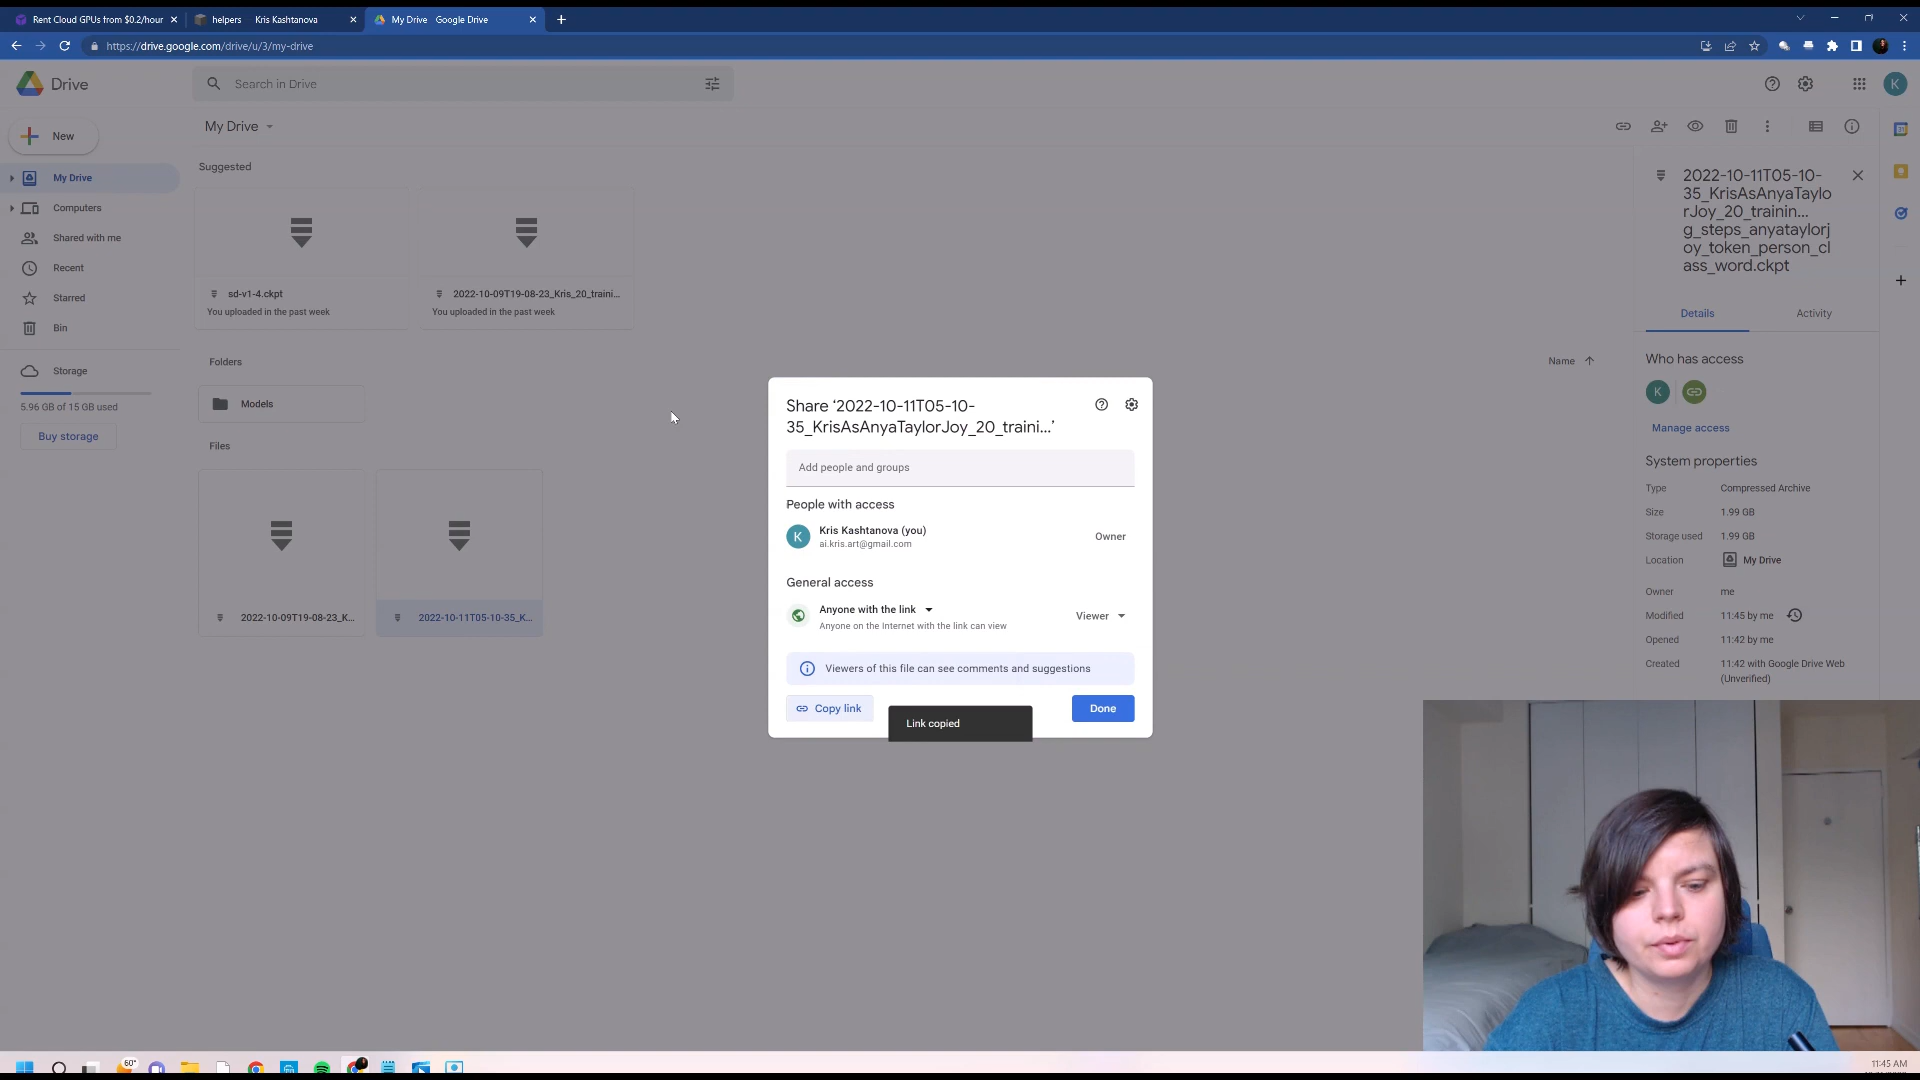 Rent Cloud GPUs from $0.2/hour
helpers Kris Kashtanova
My Drive Google Drive
https://drive.google.com/drive/u/3/my-drive
Drive
Search in Drive
K
New
My Drive
My Drive
Computers
Shared with me
Recent
Starred
Bin
Storage
5.96 GB of 15 GB used
Buy storage
Suggested
sd-v1-4.ckpt
You uploaded in the past week
2022-10-09T19-08-23_Kris_20_traini...
You uploaded in the past week
Folders
Name
Models
Files
2022-10-09T19-08-23_K...
2022-10-11T05-10-35_K...
Share ‘2022-10-11T05-10-
35_KrisAsAnyaTaylorJoy_20_traini...’
Add people and groups
People with access
K
Kris Kashtanova (you)
ai.kris.art@gmail.com
Owner
General access
Anyone with the link
Anyone on the Internet with the link can view
Viewer
Viewers of this file can see comments and suggestions
Copy link
Link copied
Done
2022-10-11T05-10-
35_KrisAsAnyaTaylo
rJoy_20_trainin...
g_steps_anyataylorj
oy_token_person_cl
ass_word.ckpt
Details
Activity
Who has access
K
Manage access
System properties
Type Compressed Archive
Size 1.99 GB
Storage used 1.99 GB
Location My Drive
Owner me
Modified 11:45 by me
Opened 11:42 by me
Created 11:42 with Google Drive Web
(Unverified)
60°
11:45 AM